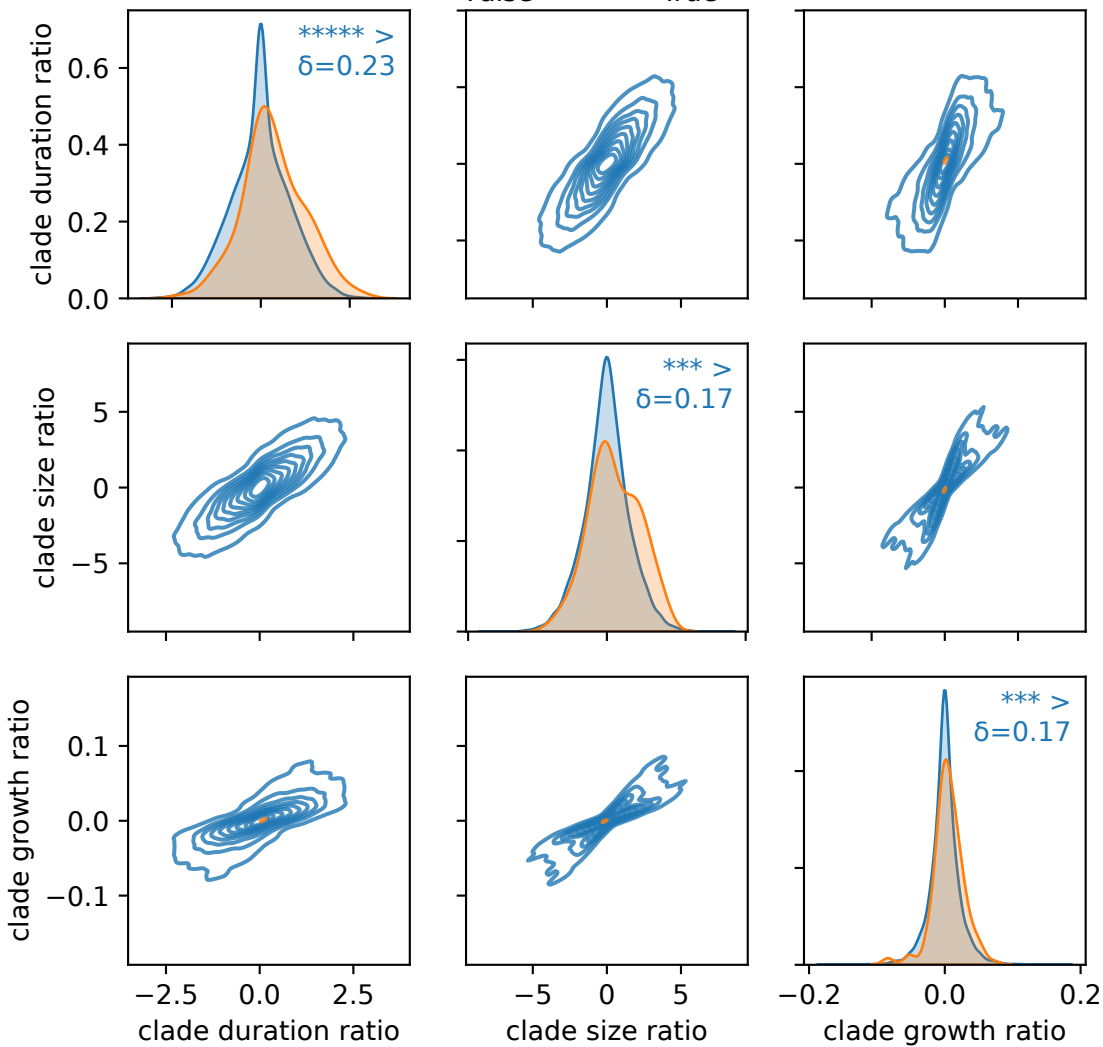 ***** >
δ=0.23
clade duration ratio
0.6
0.4
0.2
0.0
*** >
δ=0.17
clade size ratio
5
0
−5
*** >
δ=0.17
clade growth ratio
0.1
0.0
−0.1
−2.5 0.0 2.5
−5 0 5
−0.2 0.0 0.2
clade duration ratio
clade size ratio
clade growth ratio